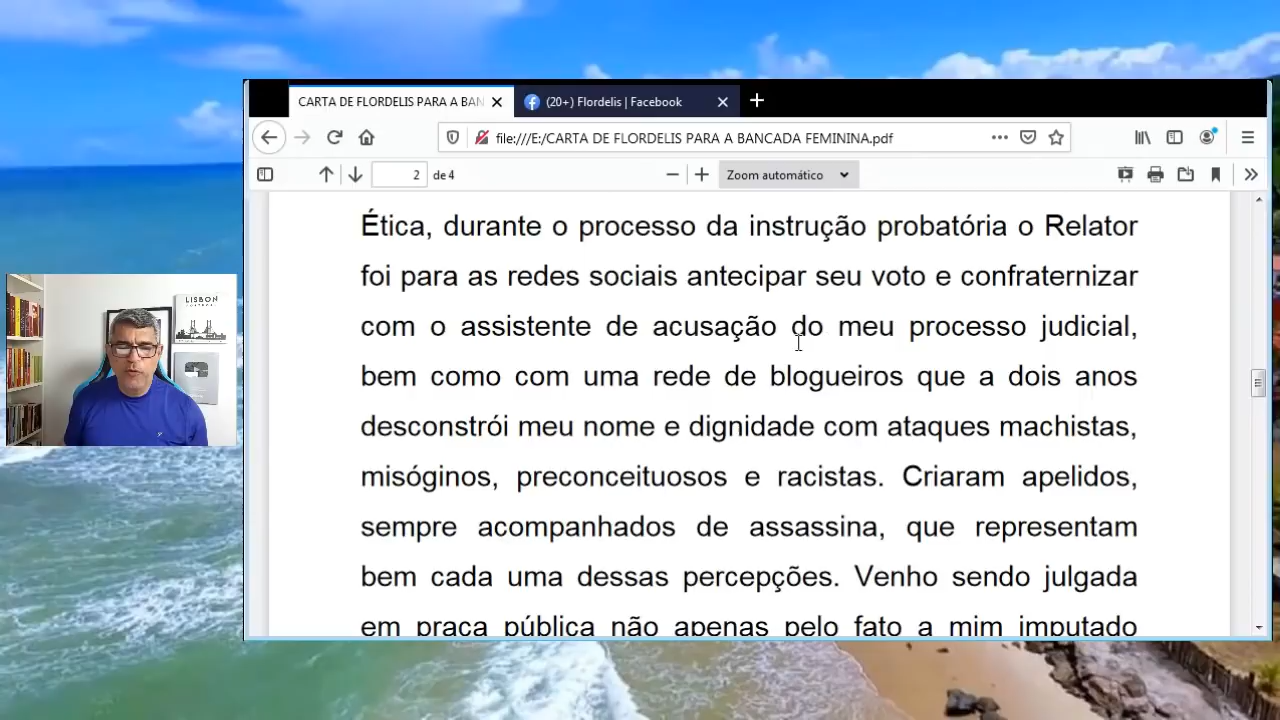 CARTA DE FLORDELIS PARA A BAN
(20+) Flordelis | Facebook
file:///E:/CARTA DE FLORDELIS PARA A BANCADA FEMININA.pdf
2 de 4
Zoom automático
Ética, durante o processo da instrução probatória o Relator
foi para as redes sociais antecipar seu voto e confraternizar
com o assistente de acusação do meu processo judicial,
bem como com uma rede de blogueiros que a dois anos
desconstrói meu nome e dignidade com ataques machistas,
misóginos, preconceituosos e racistas. Criaram apelidos,
sempre acompanhados de assassina, que representam
bem cada uma dessas percepções. Venho sendo julgada
em praça pública não apenas pelo fato a mim imputado
LISBON